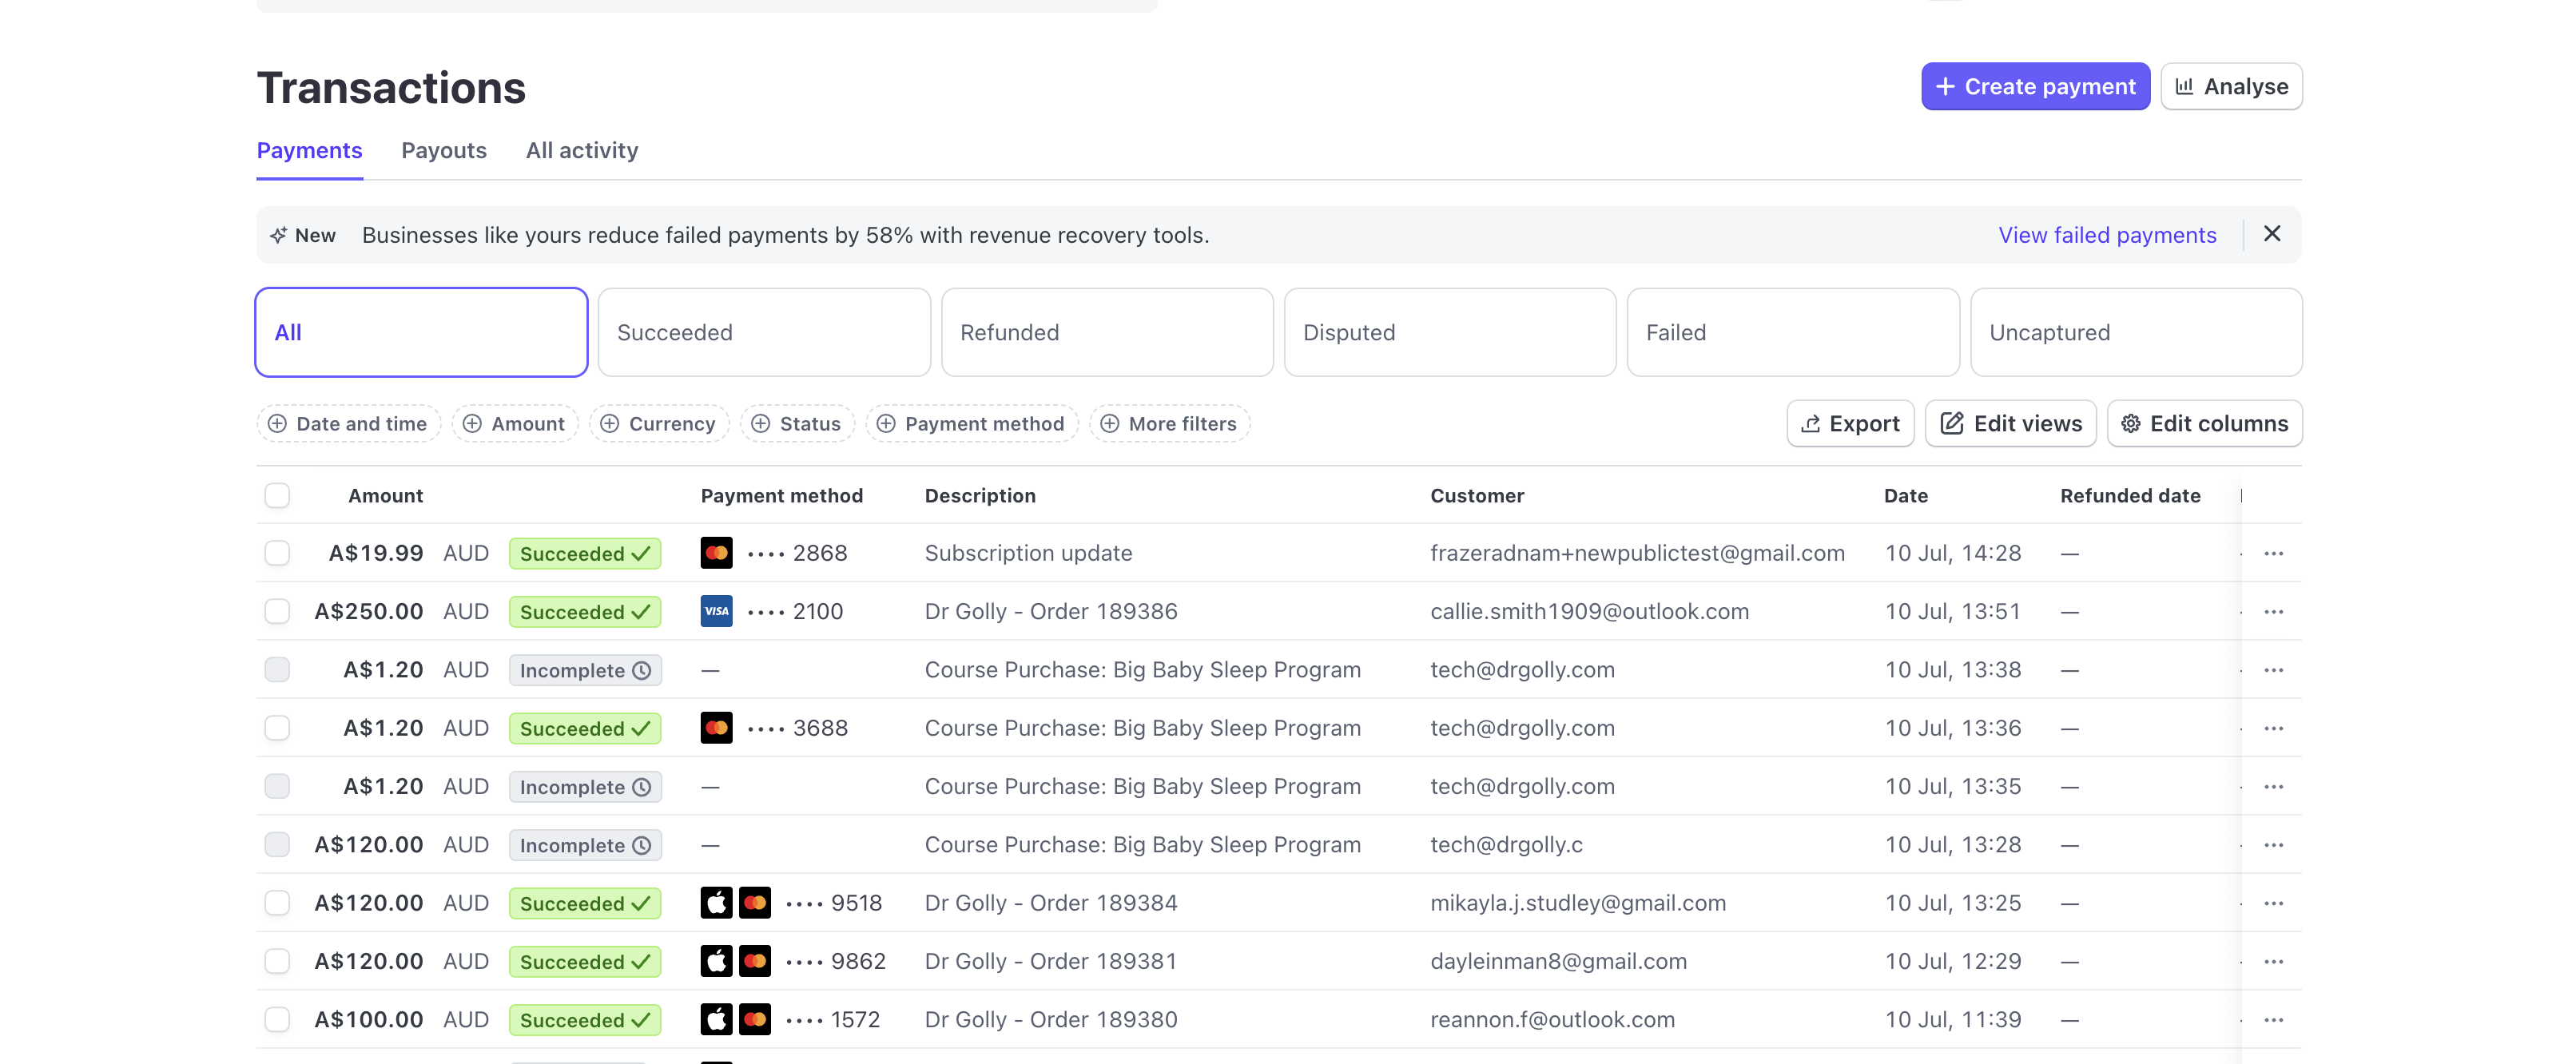 Transactions
Create payment
Analyse
Payments Payouts All activity
New Businesses like yours reduce failed payments by 58% with revenue recovery tools. View failed payments
All Succeeded Refunded Disputed Failed Uncaptured
Date and time Amount Currency Status Payment method More filters Export Edit views Edit columns
Amount Payment method Description Customer Date Refunded date
A$19.99 AUD Succeeded •••• 2868 Subscription update frazeradnam+newpublictest@gmail.com 10 Jul, 14:28 — ···
A$250.00 AUD Succeeded VISA •••• 2100 Dr Golly - Order 189386 callie.smith1909@outlook.com 10 Jul, 13:51 — ···
A$1.20 AUD Incomplete — Course Purchase: Big Baby Sleep Program tech@drgolly.com 10 Jul, 13:38 — ···
A$1.20 AUD Succeeded •••• 3688 Course Purchase: Big Baby Sleep Program tech@drgolly.com 10 Jul, 13:36 — ···
A$1.20 AUD Incomplete — Course Purchase: Big Baby Sleep Program tech@drgolly.com 10 Jul, 13:35 — ···
A$120.00 AUD Incomplete — Course Purchase: Big Baby Sleep Program tech@drgolly.c 10 Jul, 13:28 — ···
A$120.00 AUD Succeeded •••• 9518 Dr Golly - Order 189384 mikayla.j.studley@gmail.com 10 Jul, 13:25 — ···
A$120.00 AUD Succeeded •••• 9862 Dr Golly - Order 189381 dayleinman8@gmail.com 10 Jul, 12:29 — ···
A$100.00 AUD Succeeded •••• 1572 Dr Golly - Order 189380 reannon.f@outlook.com 10 Jul, 11:39 — ···